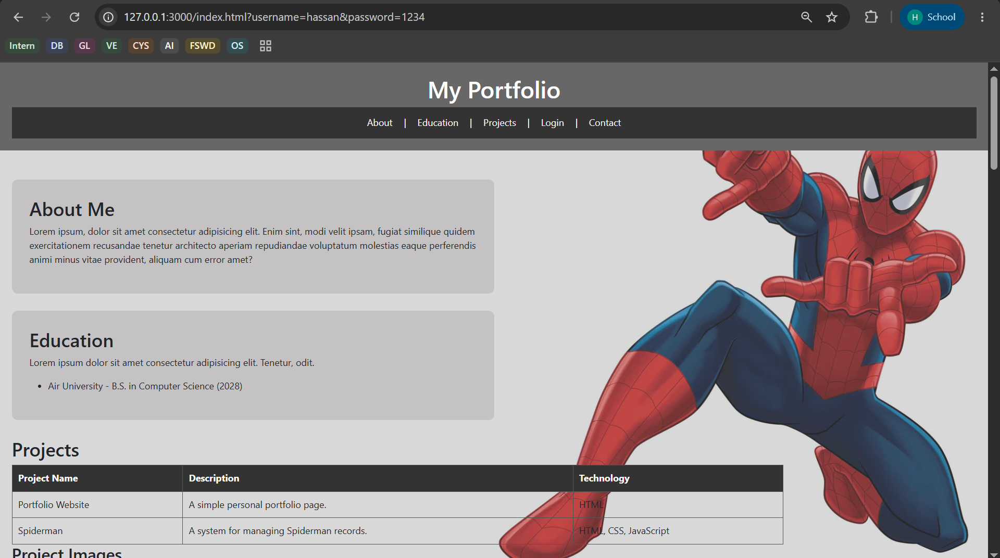 127.0.0.1:3000/index.html?username=hassan&password=1234
H School
Intern DB GL VE CYS AI FSWD OS
My Portfolio
About | Education | Projects | Login | Contact
About Me
Lorem ipsum, dolor sit amet consectetur adipisicing elit. Enim sint, modi velit ipsam, fugiat similique quidem
exercitationem recusandae tenetur architecto aperiam repudiandae voluptatum molestias eaque perferendis
animi minus vitae provident, aliquam cum error amet?
Education
Lorem ipsum dolor sit amet consectetur adipisicing elit. Tenetur, odit.
• Air University - B.S. in Computer Science (2028)
Projects
Project Name Description Technology
Portfolio Website A simple personal portfolio page. HTML
Spiderman A system for managing Spiderman records. HTML, CSS, JavaScript
Project Images